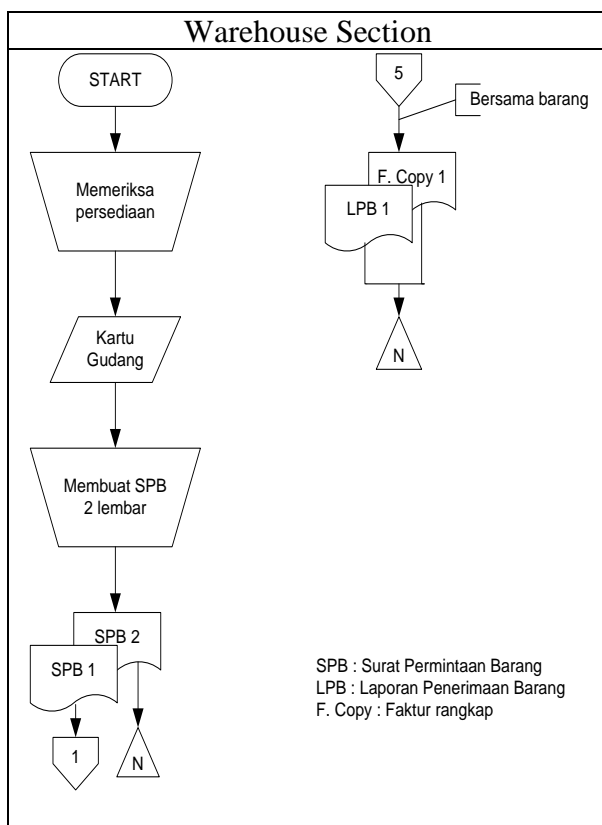 Warehouse Section
START
Memeriksa
persediaan
Kartu
Gudang
Membuat SPB
2 lembar
SPB 2
SPB 1
1
N
5
Bersama barang
F. Copy 1
LPB 1
N
SPB : Surat Permintaan Barang
LPB : Laporan Penerimaan Barang
F. Copy : Faktur rangkap